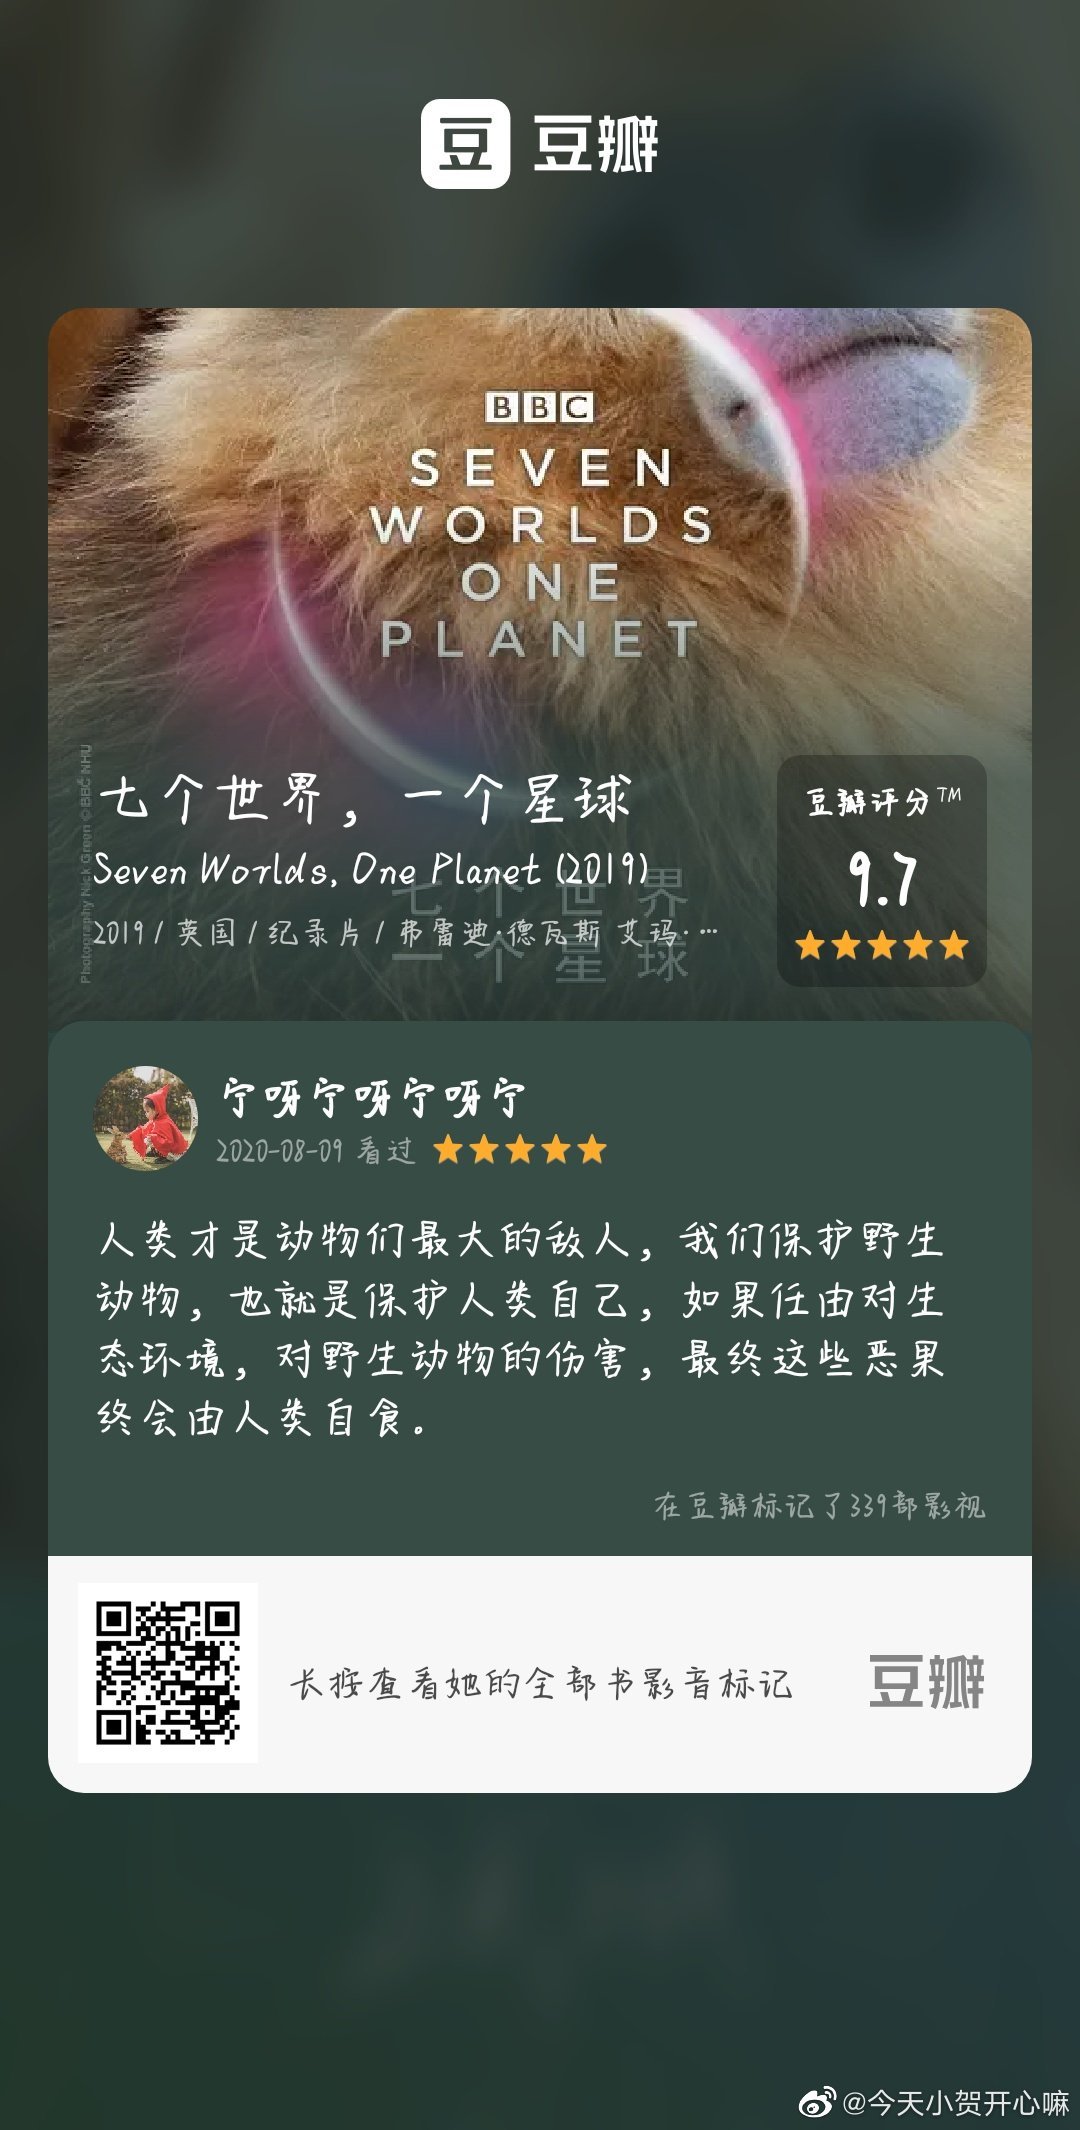 豆 豆瓣
BBC
SEVEN
WORLDS
ONE
PLANET
Photography Nick Green © BBC NHU
七个世界，一个星球
豆瓣评分™
9.7
Seven Worlds, One Planet (2019)
七个世界
2019 / 英国 / 纪录片 / 弗雷迪·德瓦斯 艾玛·…
一个星球
宁呀宁呀宁呀宁
2020-08-09 看过
人类才是动物们最大的敌人，我们保护野生
动物，也就是保护人类自己，如果任由对生
态环境，对野生动物的伤害，最终这些恶果
终会由人类自食。
在豆瓣标记了339部影视
长按查看她的全部书影音标记
豆瓣
@今天小贺开心嘛